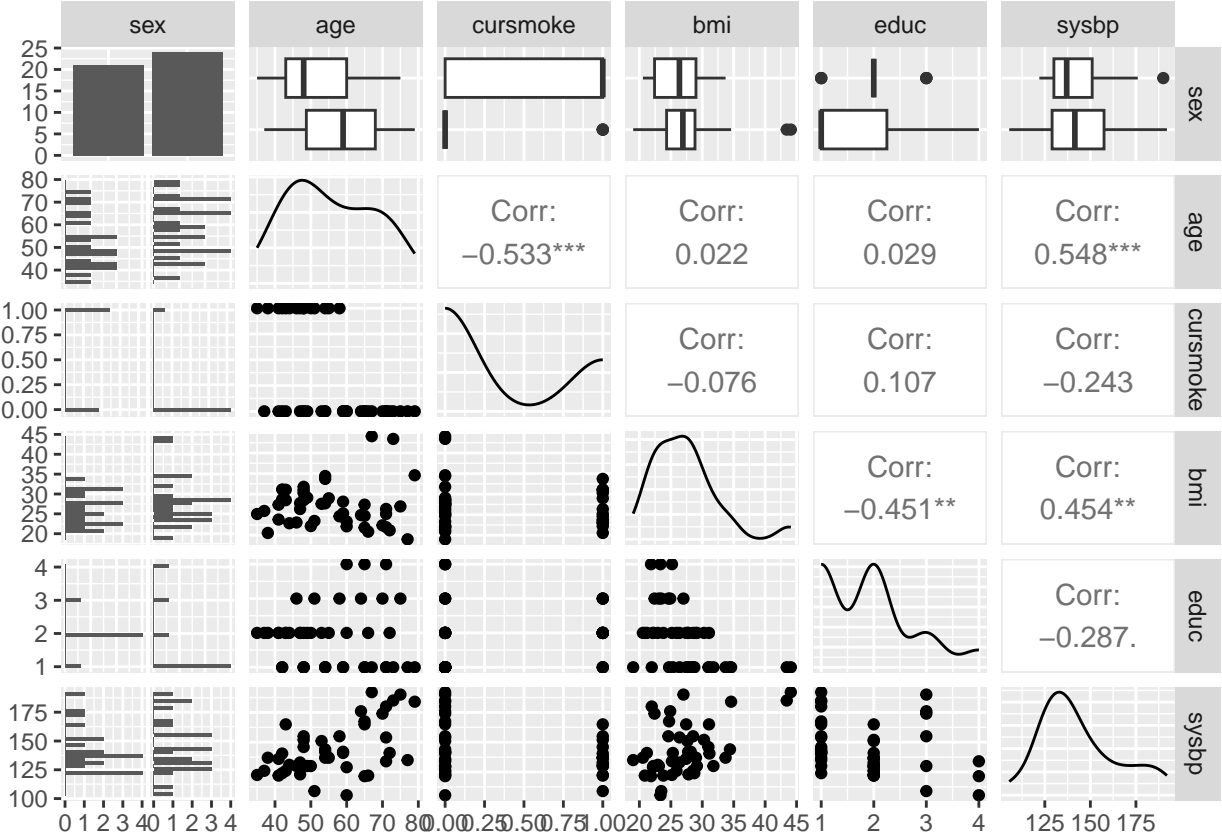 sex age cursmoke bmi educ sysbp
25
20
15
10
5
0
sex
80
70
60
50
40
Corr:
−0.533***
Corr:
0.022
Corr:
0.029
Corr:
0.548***
age
1.00
0.75
0.50
0.25
0.00
Corr:
−0.076
Corr:
0.107
Corr:
−0.243
cursmoke
45
40
35
30
25
20
Corr:
−0.451**
Corr:
0.454**
bmi
4
3
2
1
Corr:
−0.287.
educ
175
150
125
100
sysbp
0 1 2 3 4 0 1 2 3 4 40 50 60 70 80 0.00 0.25 0.50 0.75 1.00 20 25 30 35 40 45 1 2 3 4 125 150 175